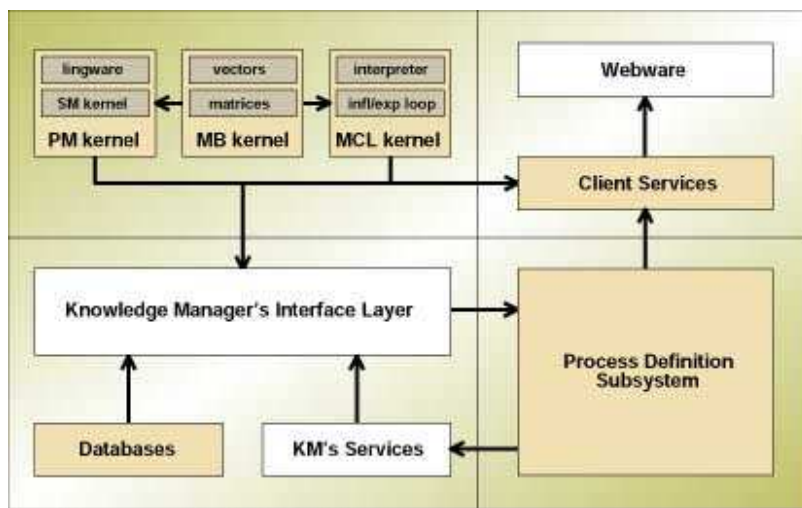 lingware
SM kernel
PM kernel
vectors
matrices
MB kernel
interpreter
infl/exp loop
MCL kernel
Webware
Client Services
Knowledge Manager's Interface Layer
Process Definition
Subsystem
Databases
KM's Services